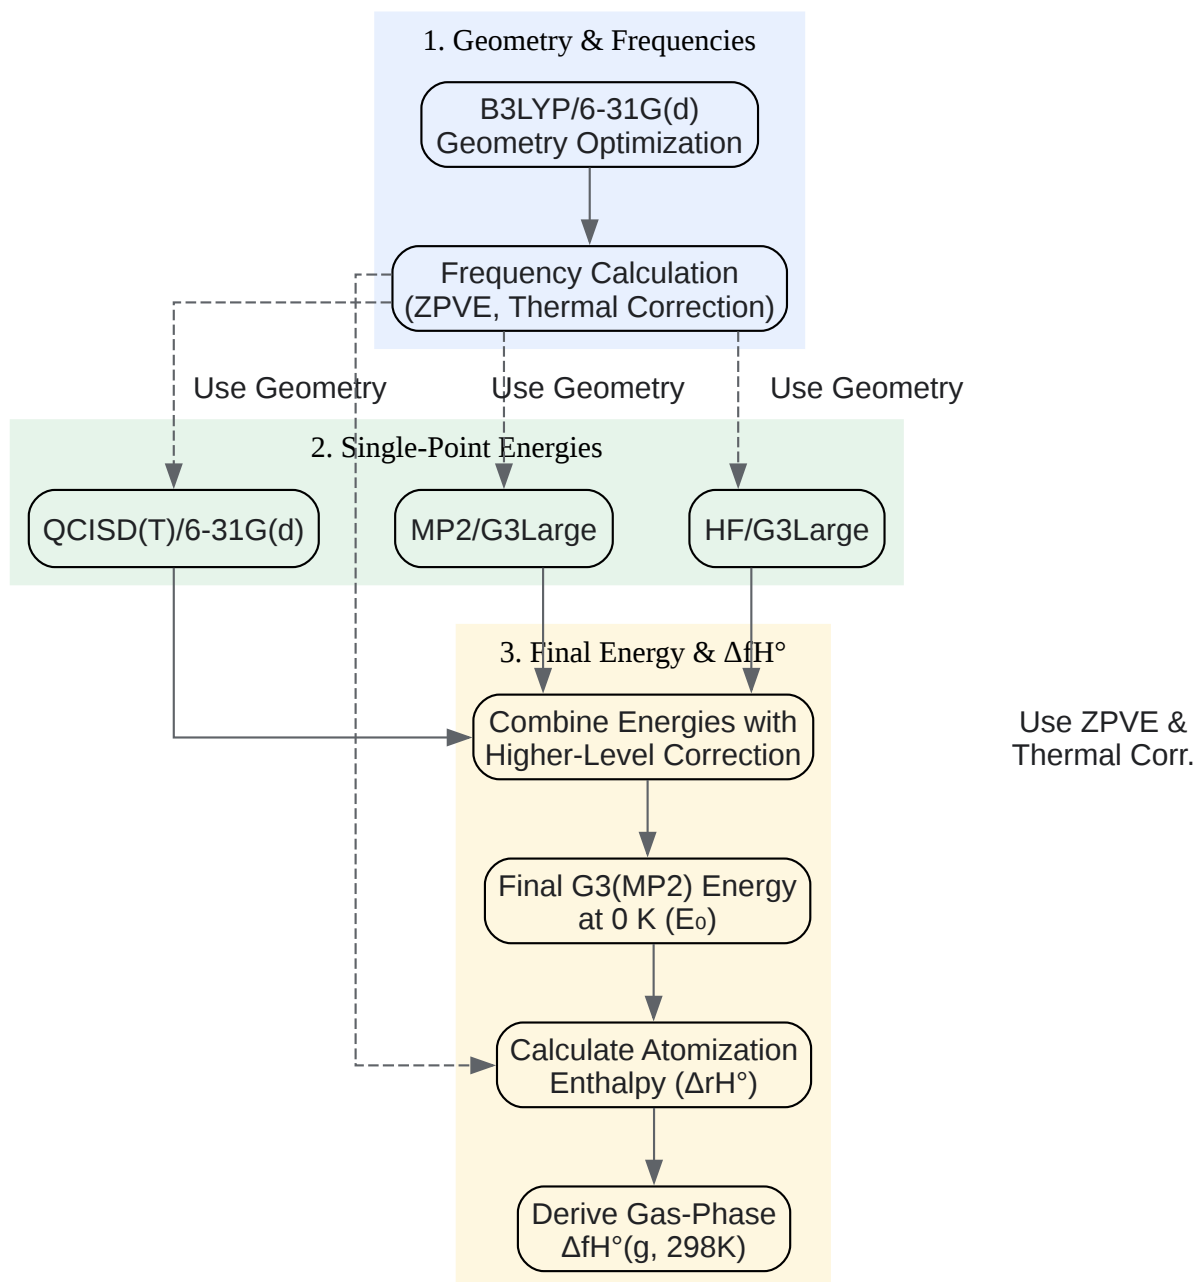 1. Geometry & Frequencies
B3LYP/6-31G(d)
Geometry Optimization
Frequency Calculation
(ZPVE, Thermal Correction)
Use Geometry
Use Geometry
Use Geometry
2. Single-Point Energies
QCISD(T)/6-31G(d)
MP2/G3Large
HF/G3Large
3. Final Energy & ΔfH°
Combine Energies with
Higher-Level Correction
Use ZPVE &
Thermal Corr.
Final G3(MP2) Energy
at 0 K (E₀)
Calculate Atomization
Enthalpy (ΔrH°)
Derive Gas-Phase
ΔfH°(g, 298K)